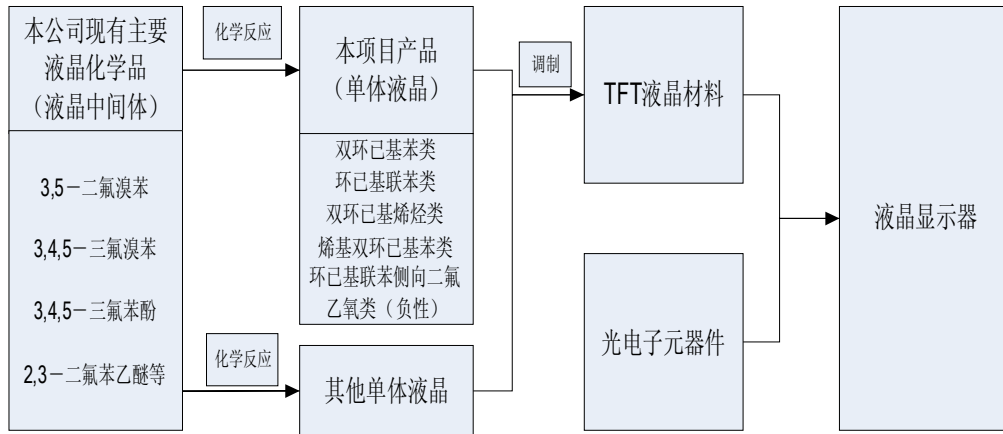 本公司现有主要
液晶化学品
（液晶中间体）
3,5－二氟溴苯
3,4,5－三氟溴苯
3,4,5－三氟苯酚
2,3－二氟苯乙醚等
化学反应
化学反应
本项目产品
（单体液晶）
双环已基苯类
环已基联苯类
双环已基烯烃类
烯基双环已基苯类
环已基联苯侧向二氟
乙氧类（负性）
其他单体液晶
调制
TFT液晶材料
光电子元器件
液晶显示器